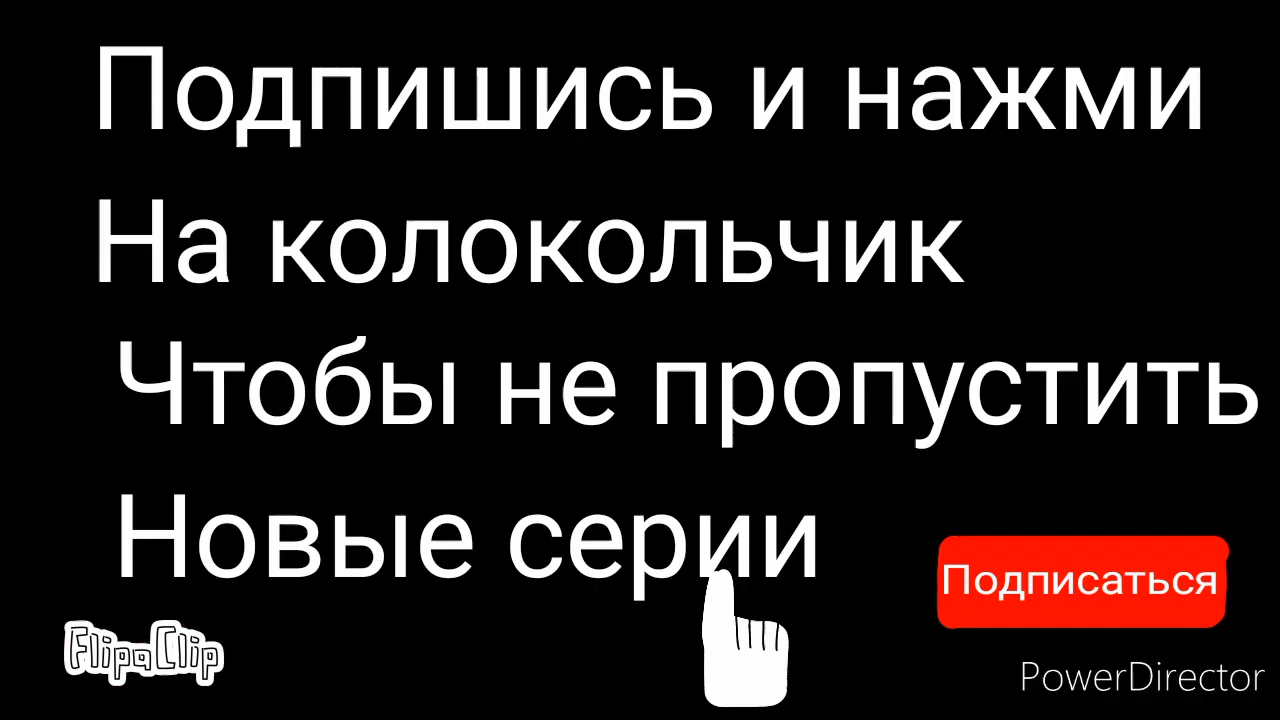 Подпишись и нажми
На колокольчик
Чтобы не пропустить
Новые серии
Подписаться
FlipaClip
PowerDirector